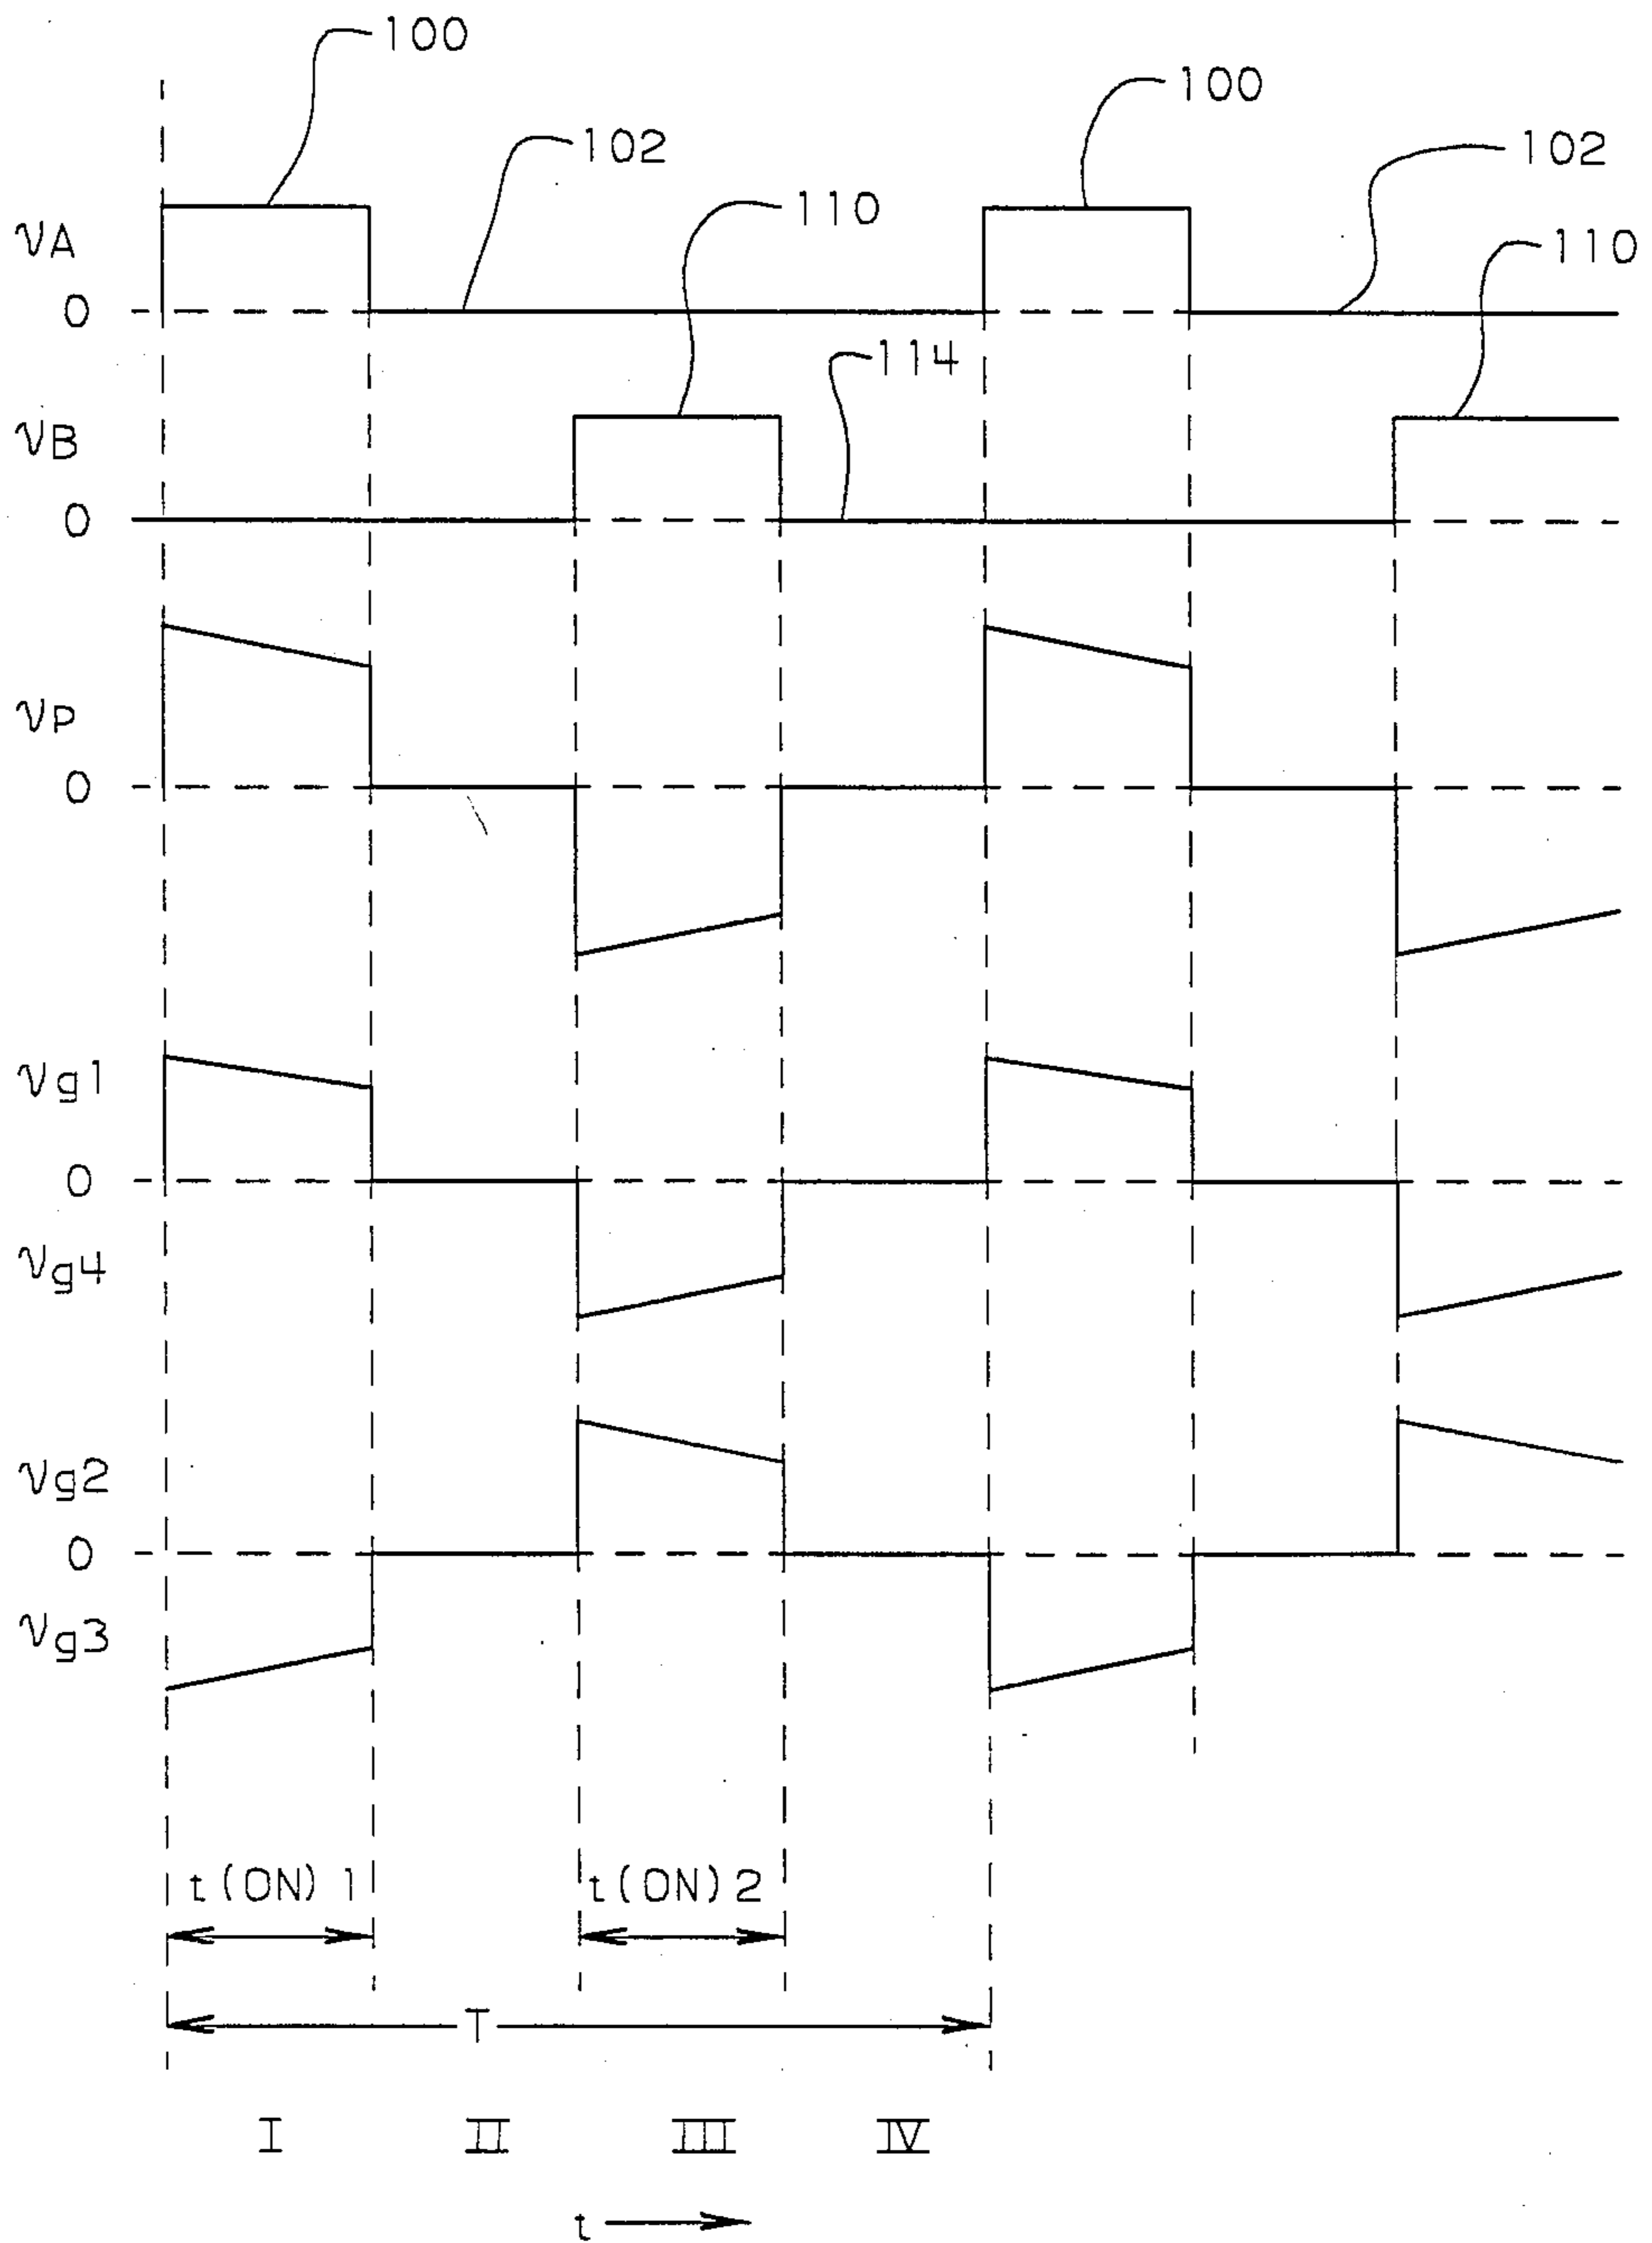 100
100
102
102
110
110
VA
0
114
VB
0
VP
0
Vg1
0
Vg4
Vg2
0
Vg3
t(ON)1
t(ON)2
T
I II III IV
t